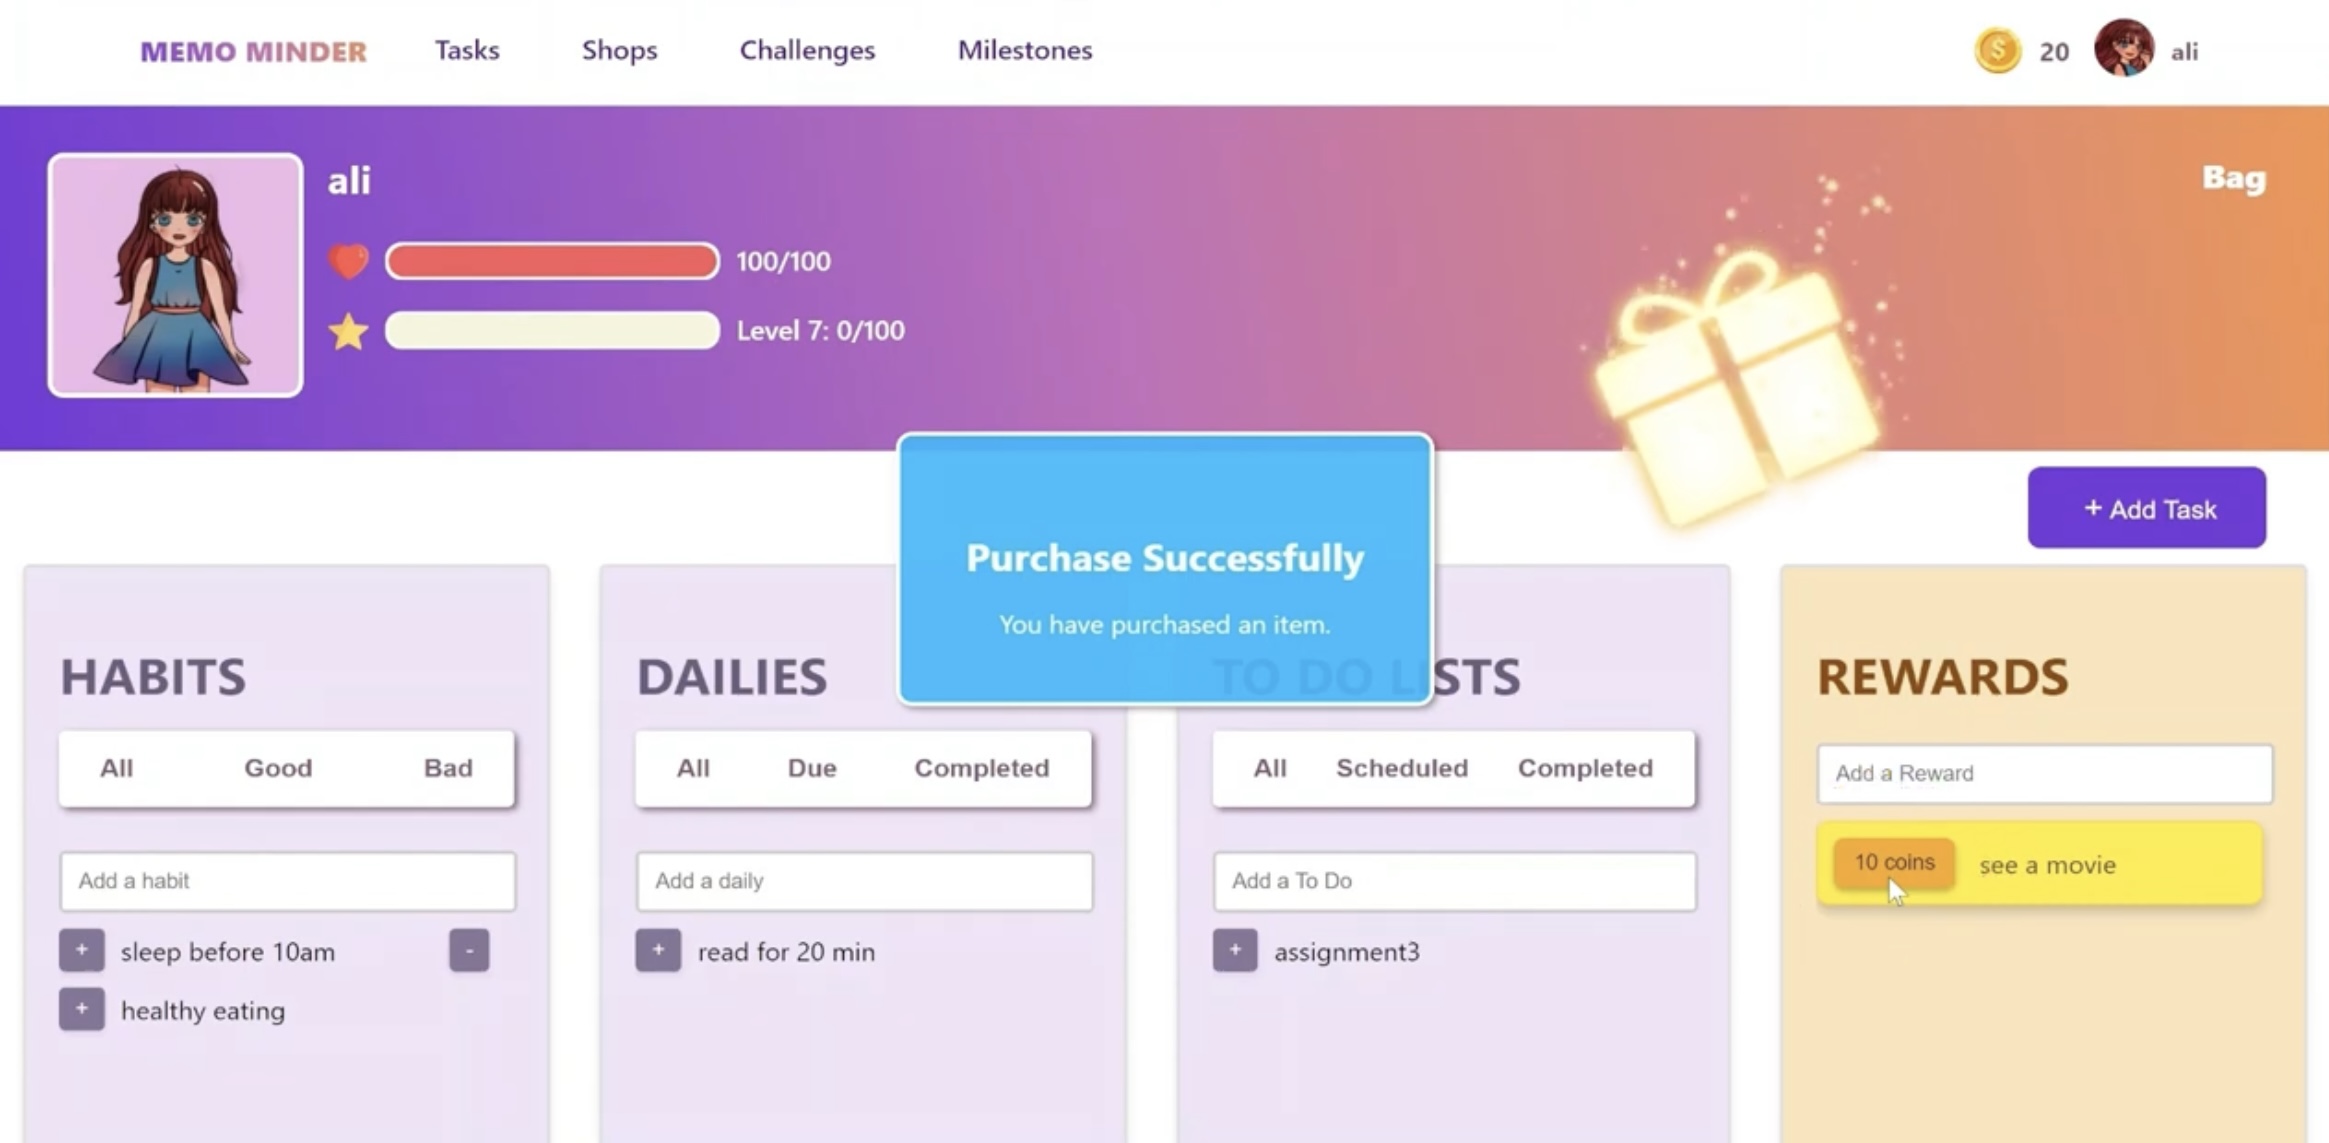 MEMO MINDER
Tasks
Shops
Challenges
Milestones
20
ali
ali
100/100
Level 7: 0/100
Bag
+ Add Task
Purchase Successfully
You have purchased an item.
HABITS
All
Good
Bad
Add a habit
+ sleep before 10am -
+ healthy eating
DAILIES
All
Due
Completed
Add a daily
+ read for 20 min
TO DO LISTS
All
Scheduled
Completed
Add a To Do
+ assignment3
REWARDS
Add a Reward
10 coins
see a movie